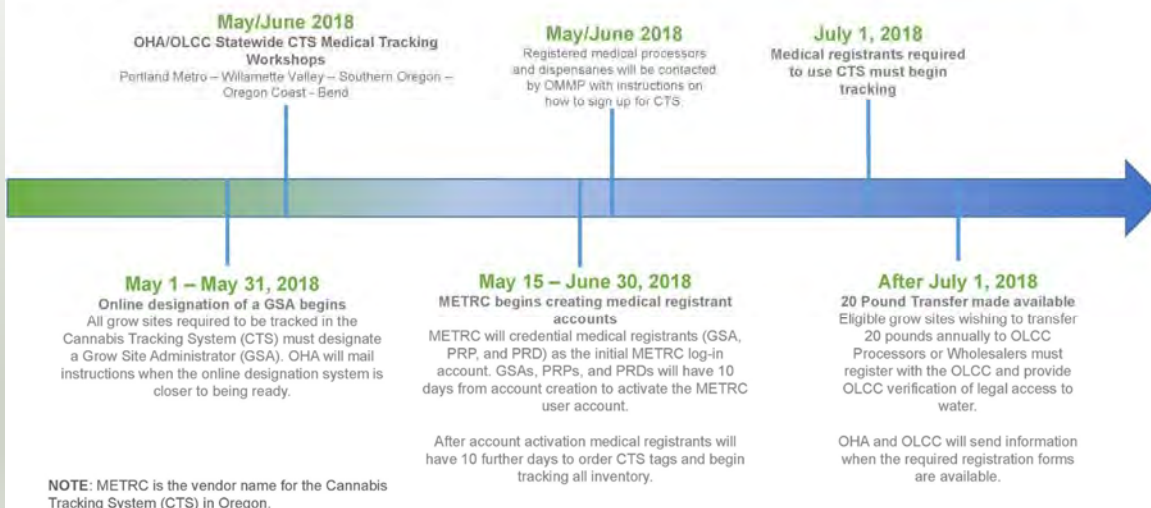 May/June 2018
OHA/OLCC Statewide CTS Medical Tracking
Workshops
Portland Metro – Willamette Valley – Southern Oregon –
Oregon Coast - Bend
May/June 2018
Registered medical processors
and dispensaries will be contacted
by OMMP with instructions on
how to sign up for CTS.
July 1, 2018
Medical registrants required
to use CTS must begin
tracking
May 1 – May 31, 2018
Online designation of a GSA begins
All grow sites required to be tracked in the
Cannabis Tracking System (CTS) must designate
a Grow Site Administrator (GSA). OHA will mail
instructions when the online designation system is
closer to being ready.
May 15 – June 30, 2018
METRC begins creating medical registrant
accounts
METRC will credential medical registrants (GSA,
PRP, and PRD) as the initial METRC log-in
account. GSAs, PRPs, and PRDs will have 10
days from account creation to activate the METRC
user account.
After account activation medical registrants will
have 10 further days to order CTS tags and begin
tracking all inventory.
After July 1, 2018
20 Pound Transfer made available
Eligible grow sites wishing to transfer
20 pounds annually to OLCC
Processors or Wholesalers must
register with the OLCC and provide
OLCC verification of legal access to
water.
OHA and OLCC will send information
when the required registration forms
are available.
NOTE: METRC is the vendor name for the Cannabis
Tracking System (CTS) in Oregon.